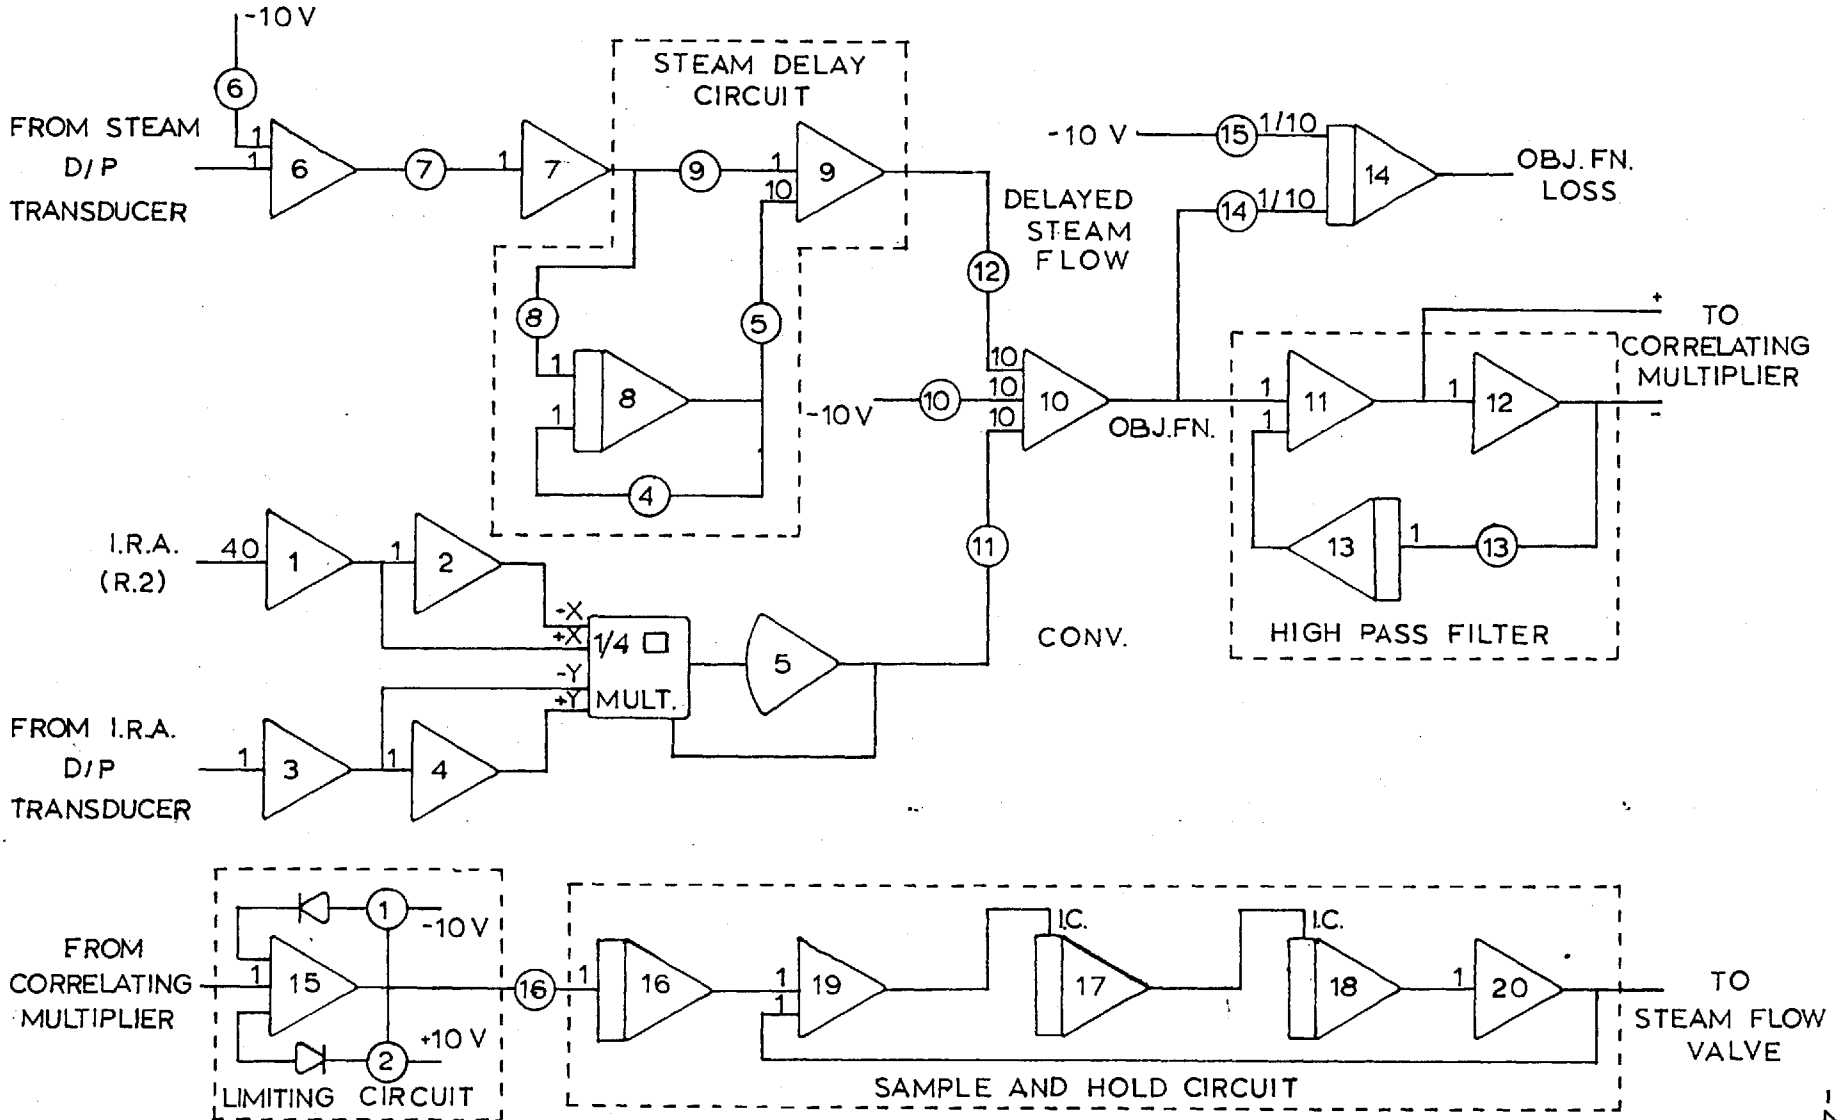 -10V
6
FROM STEAM
D/P
TRANSDUCER
1
1
6
7
1
7
STEAM DELAY
CIRCUIT
9
1
10
9
8
5
1
1
8
4
DELAYED
STEAM
FLOW
12
-10 V
15
1/10
14
1/10
14
OBJ.FN.
LOSS
-10V
10
10
10
10
10
OBJ.FN.
11
+
TO
CORRELATING
MULTIPLIER
-
1
1
11
1
12
13
1
13
HIGH PASS FILTER
I.R.A.
(R.2)
40
1
1
2
-X
+X
-Y
+Y
1/4
MULT.
5
CONV.
FROM I.R.A.
D/P
TRANSDUCER
1
3
1
4
FROM
CORRELATING
MULTIPLIER
1
-10V
1
15
2
+10V
LIMITING CIRCUIT
16
1
16
1
1
19
I.C.
17
I.C.
18
1
20
SAMPLE AND HOLD CIRCUIT
TO
STEAM FLOW
VALVE